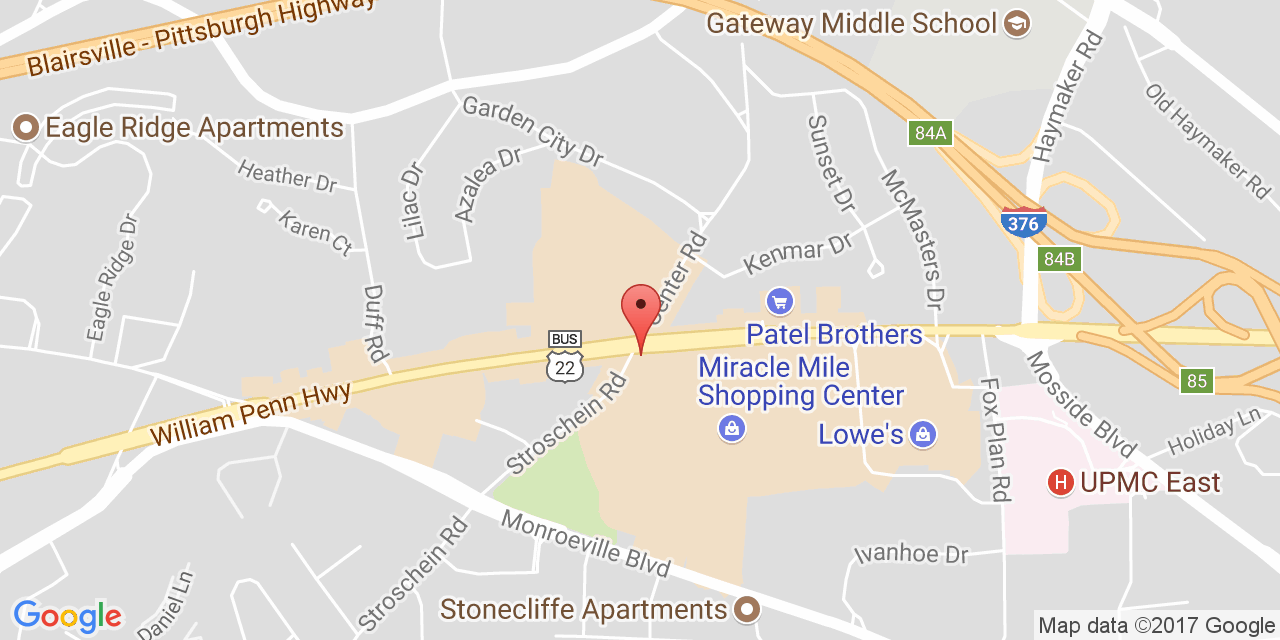 Blairsville - Pittsburgh Highway
Gateway Middle School
Haymaker Rd
Old Haymaker Rd
Eagle Ridge Apartments
Garden City Dr
84A
Heather Dr
Azalea Dr
Lilac Dr
Sunset Dr
McMasters Dr
Karen Ct
376
Eagle Ridge Dr
Kenmar Dr
84B
Duff Rd
Center Rd
Patel Brothers
BUS
22
Miracle Mile
Shopping Center
William Penn Hwy
Stroschein Rd
Lowe's
Fox Plan Rd
Mosside Blvd
85
Holiday Ln
H
UPMC East
Monroeville Blvd
Stroschein Rd
Ivanhoe Dr
Daniel Ln
Stonecliffe Apartments
Google
Map data ©2017 Google